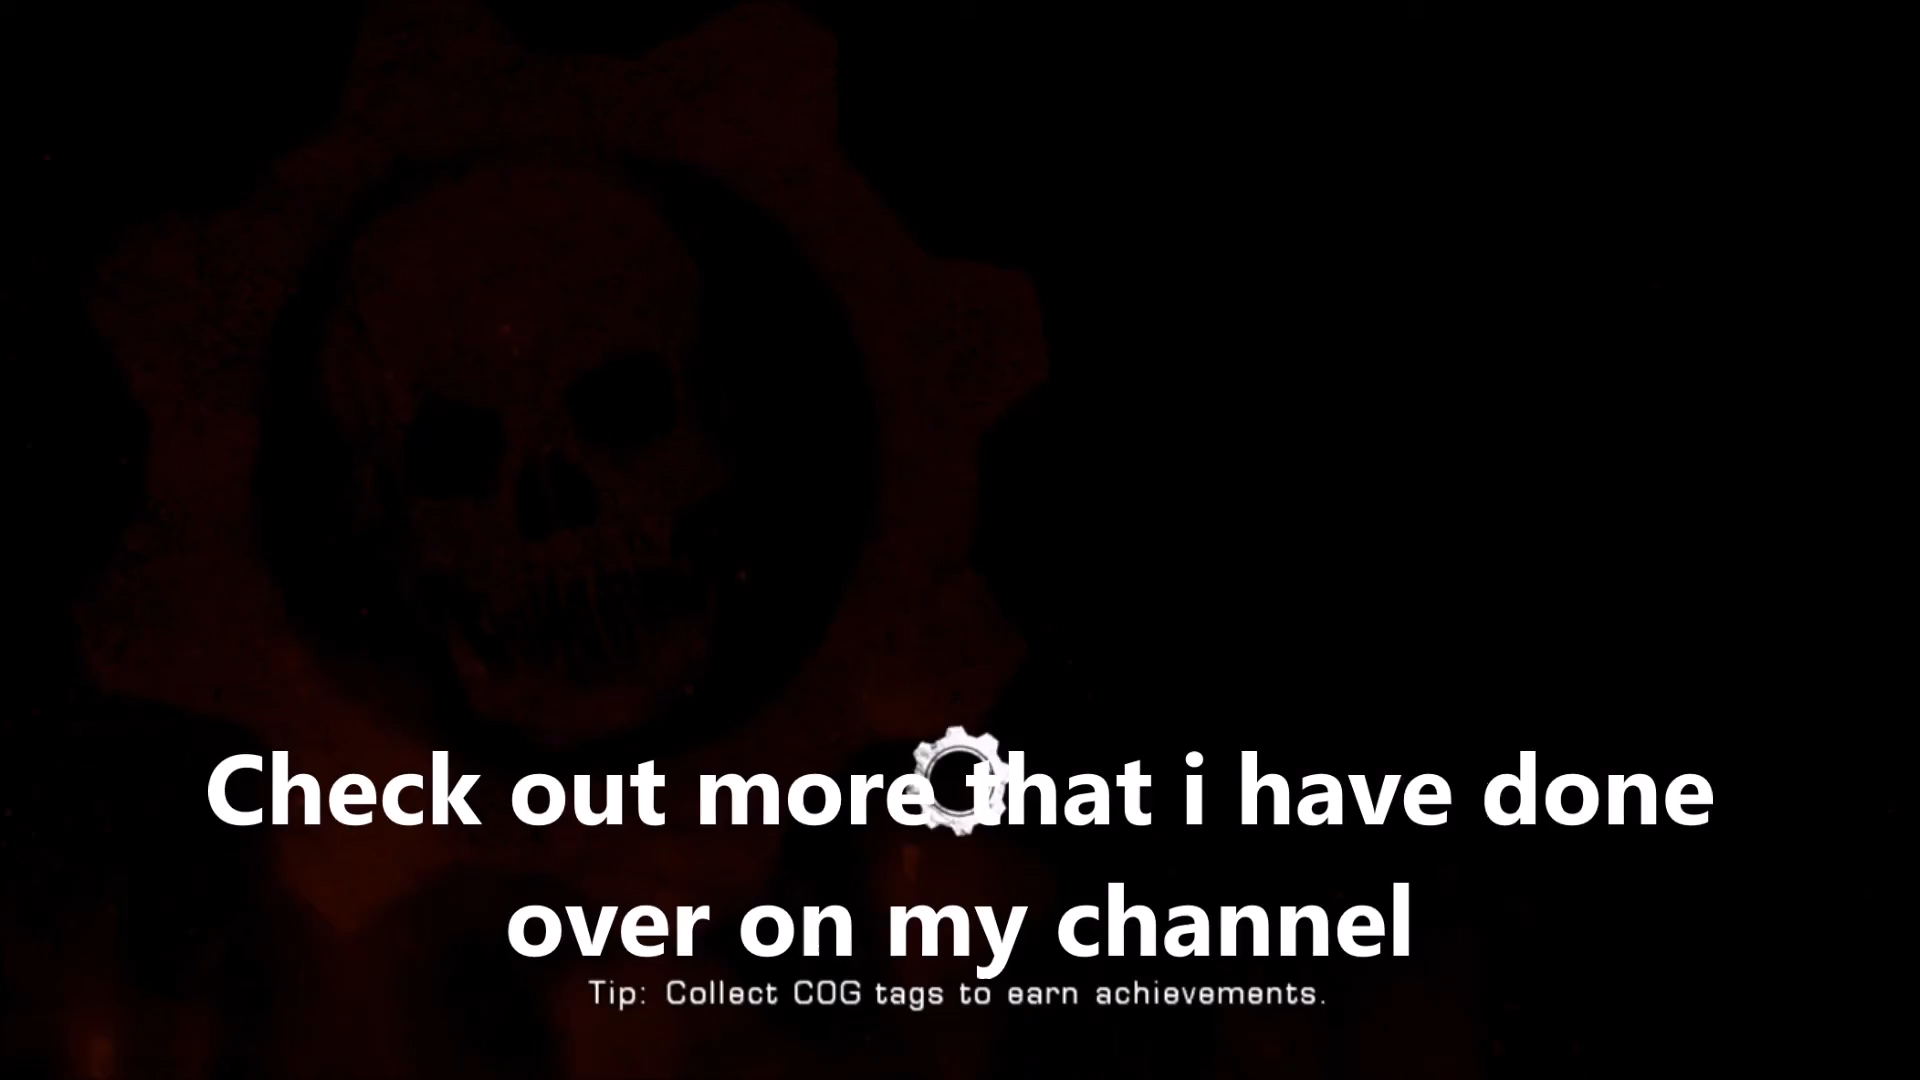 Check out more that i have done
over on my channel
Tip: Collect COG tags to earn achievements.